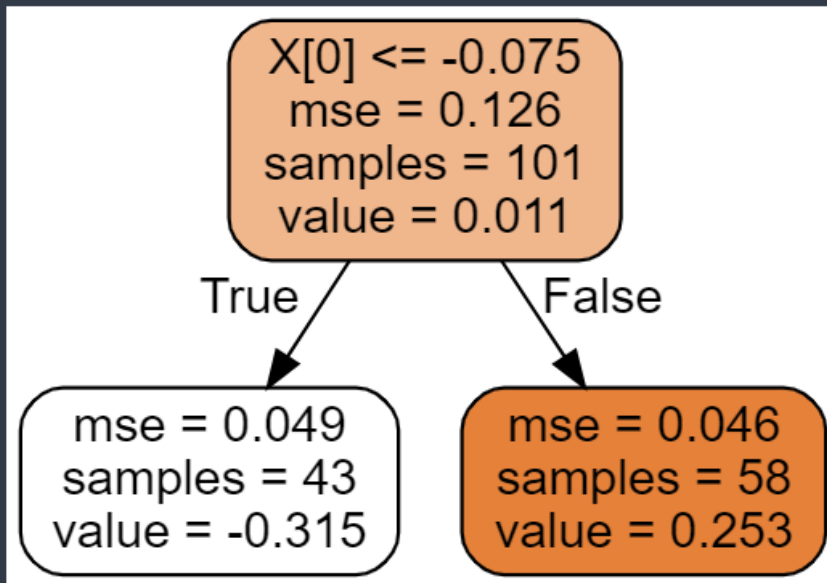 X[0] <= -0.075
mse = 0.126
samples = 101
value = 0.011
True
False
mse = 0.049
samples = 43
value = -0.315
mse = 0.046
samples = 58
value = 0.253